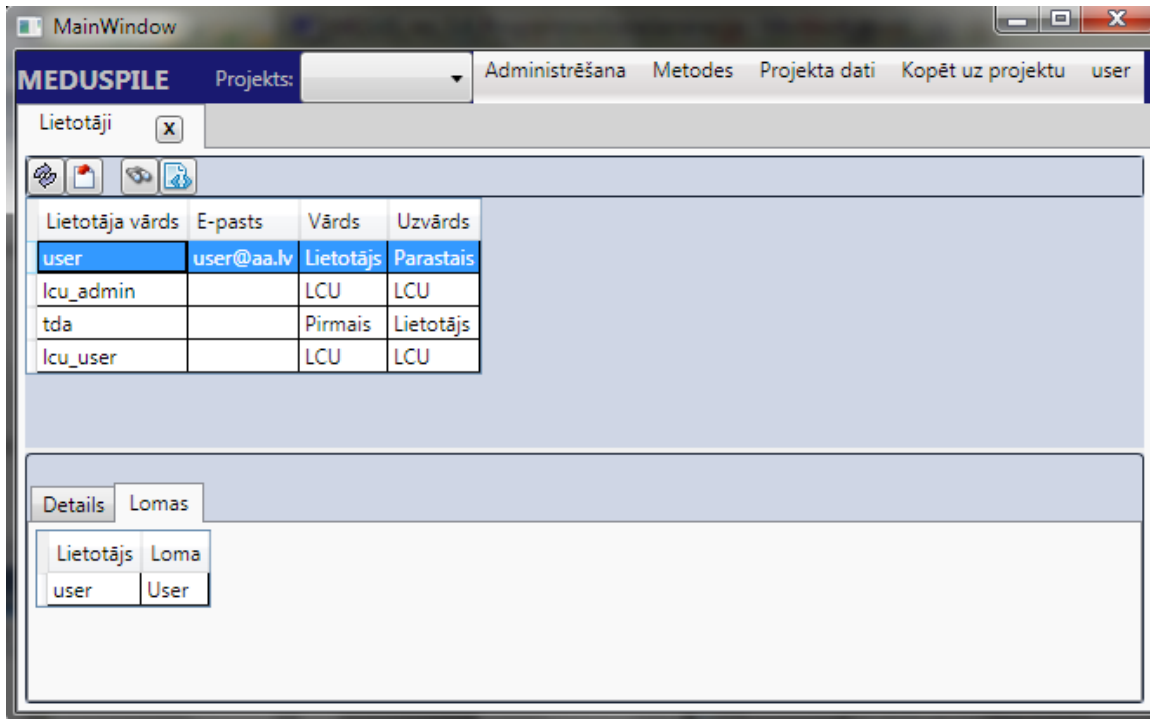 MainWindow
MEDUSPILE Projekts: Administrēšana Metodes Projekta dati Kopēt uz projektu user
Lietotāji x
Lietotāja vārds E-pasts Vārds Uzvārds
user user@aa.lv Lietotājs Parastais
lcu_admin LCU LCU
tda Pirmais Lietotājs
lcu_user LCU LCU
Details Lomas
Lietotājs Loma
user User